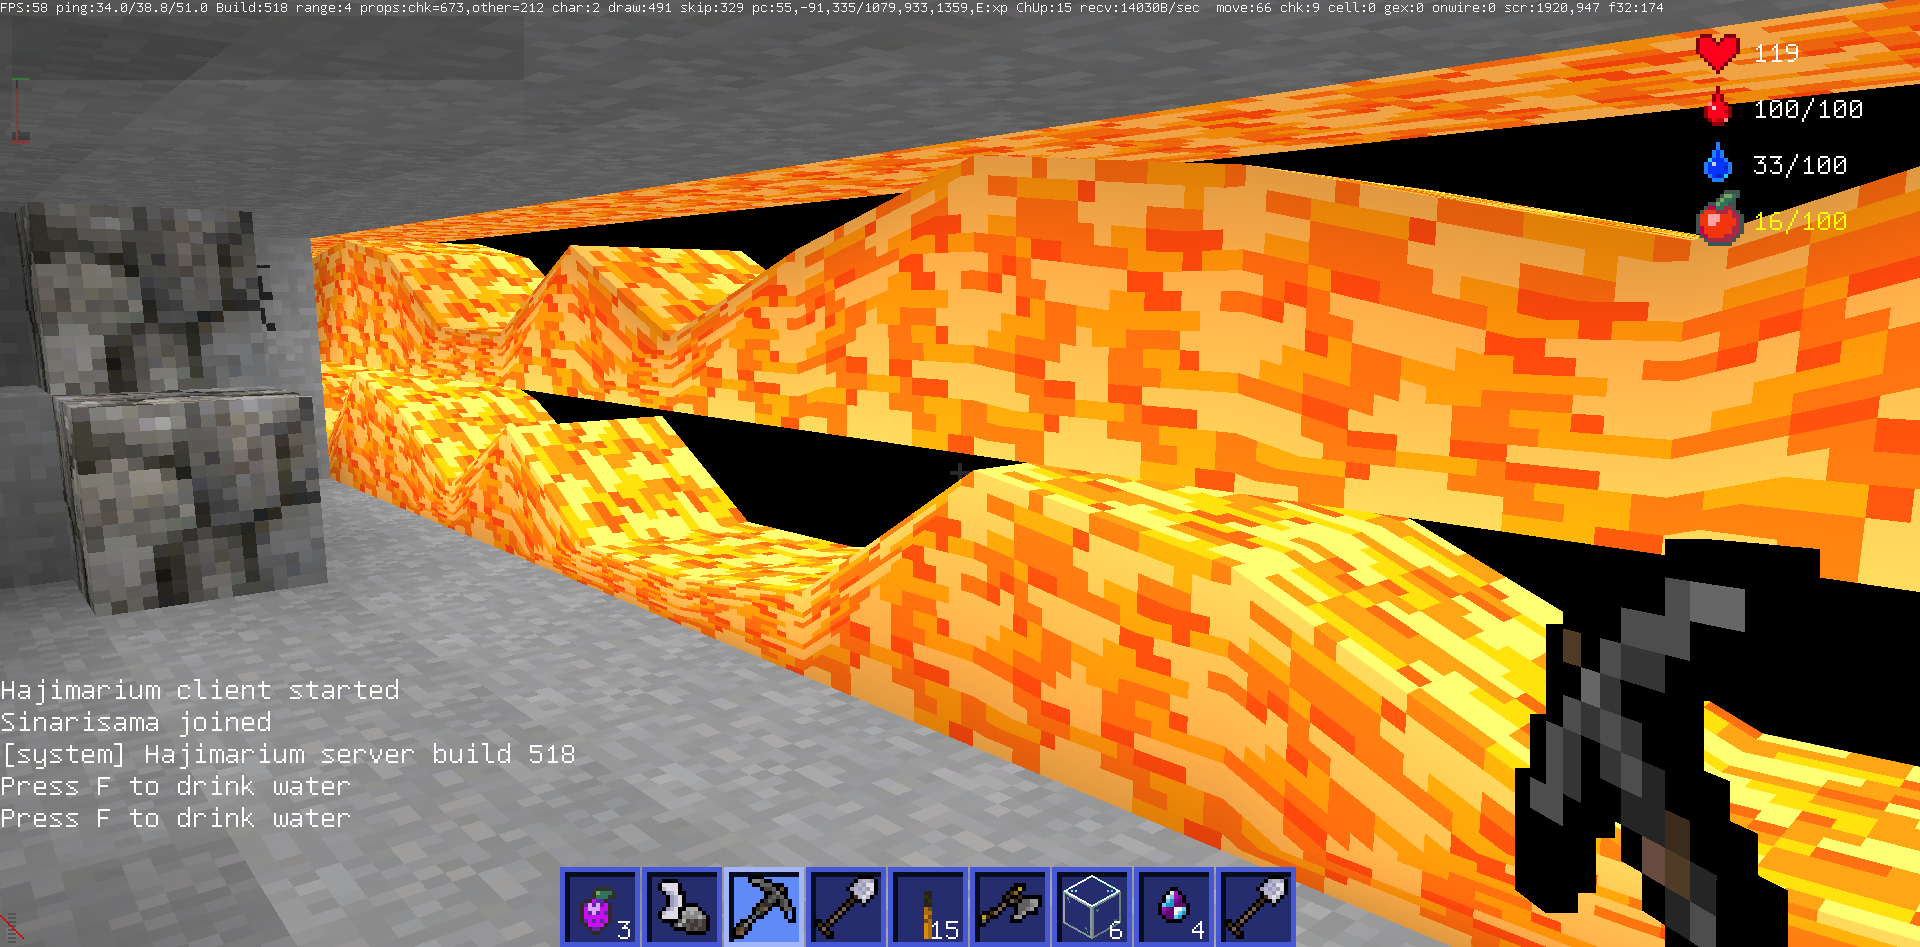 FPS:58 ping:34.0/38.8/51.0 Build:518 range:4 props:chk=673,other=212 char:2 draw:491 skip:329 pc:55,-91,335/1079,933,1359,E:xp ChUp:15 recv:14030B/sec  move:66 chk:9 cell:0 gex:0 onwire:0 scr:1920,947 f32:174
119
100/100
33/100
16/100
Hajimarium client started
Sinarisama joined
[system] Hajimarium server build 518
Press F to drink water
Press F to drink water
3 15 6 4